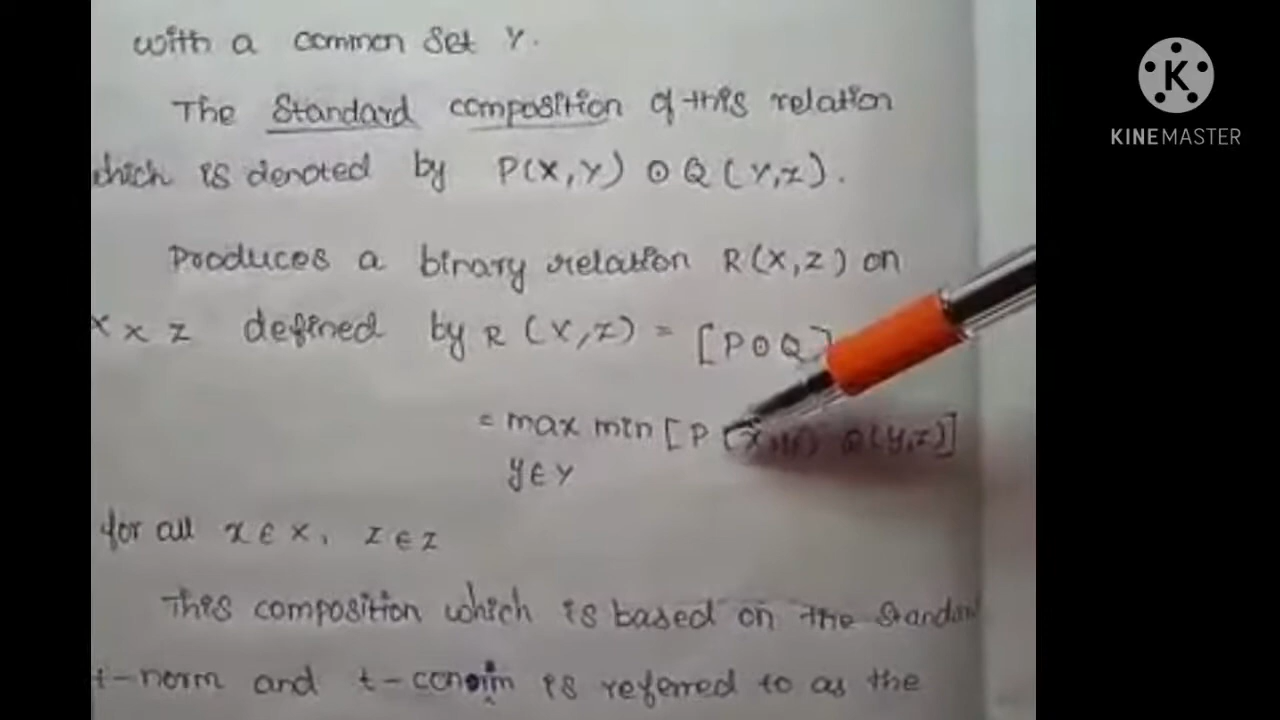 with a common set Y.
The Standard composition of this relation
which is denoted by P(X,Y) ⊙ Q(Y,Z).
Produces a binary relation R(X,Z) on
X × Z defined by R(X,Z) = [P⊙Q]
= max min [P (x,y) Q(y,z)]
y∈Y
for all x∈X, z∈Z
This composition which is based on the Standard
t-norm and t-conoim is referred to as the
K
KINEMASTER